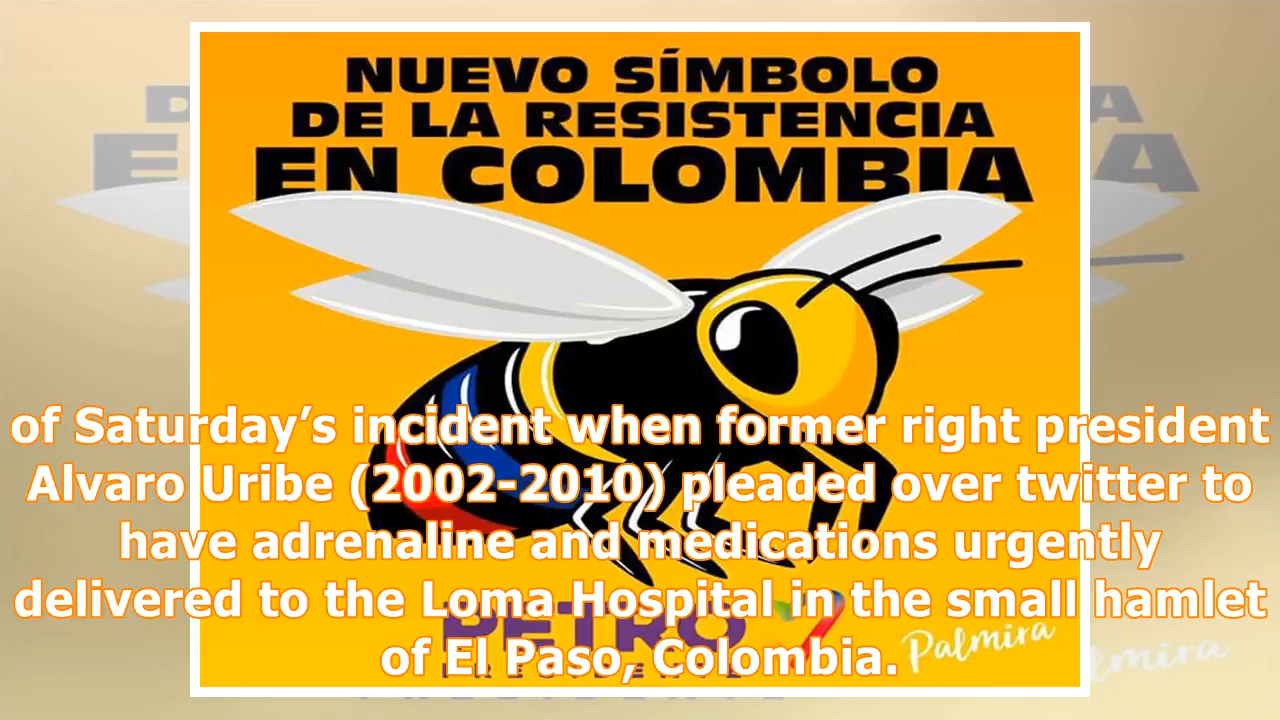 NUEVO SÍMBOLO
DE LA RESISTENCIA
EN COLOMBIA
of Saturday’s incident when former right president
Alvaro Uribe (2002-2010) pleaded over twitter to
have adrenaline and medications urgently
delivered to the Loma Hospital in the small hamlet
of El Paso, Colombia.
PETRO
Palmira